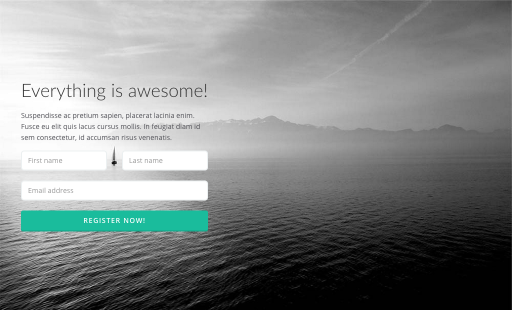 Everything is awesome!
Suspendisse ac pretium sapien, placerat lacinia enim.
Fusce eu elit quis lacus cursus mollis. In feugiat diam id
sem consectetur, id accumsan risus venenatis.
First name Last name
Email address
REGISTER NOW!